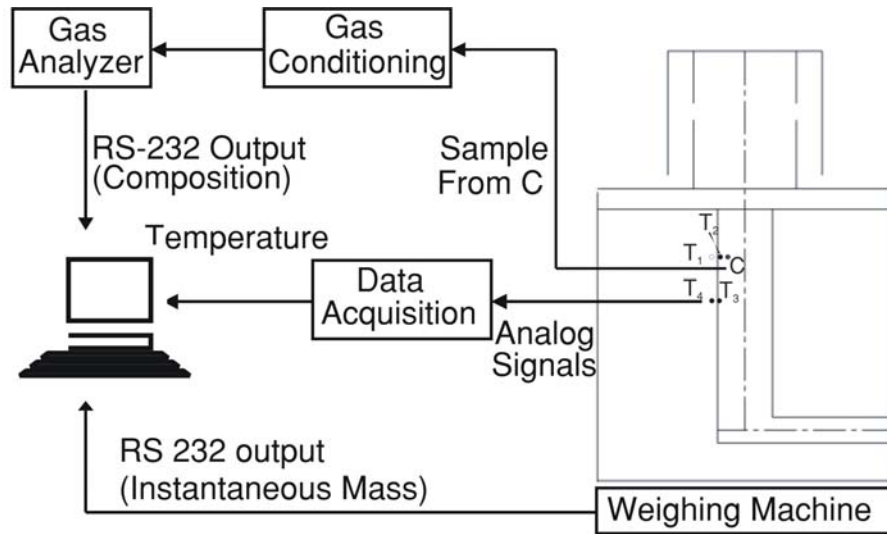 Gas
Analyzer
Gas
Conditioning
RS-232 Output
(Composition)
Sample
From C
Temperature
T₂
T₁
C
Data
Acquisition
T₄
T₃
Analog
Signals
RS 232 output
(Instantaneous Mass)
Weighing Machine